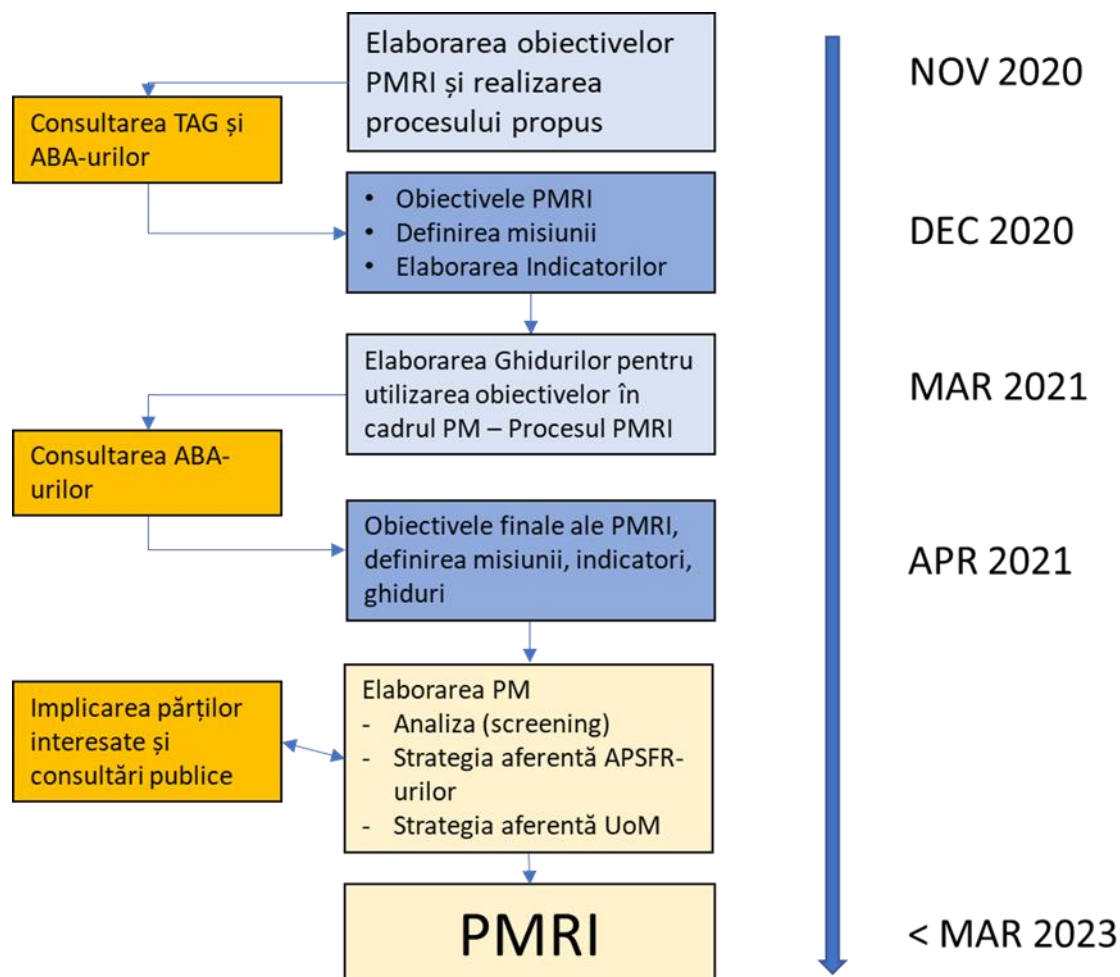 Elaborarea obiectivelor
PMRI și realizarea
procesului propus
NOV 2020
Consultarea TAG și
ABA-urilor
• Obiectivele PMRI
• Definirea misiunii
• Elaborarea Indicatorilor
DEC 2020
Elaborarea Ghidurilor pentru
utilizarea obiectivelor în
cadrul PM – Procesul PMRI
MAR 2021
Consultarea ABA-
urilor
Obiectivele finale ale PMRI,
definirea misiunii, indicatori,
ghiduri
APR 2021
Implicarea părților
interesate și
consultări publice
Elaborarea PM
- Analiza (screening)
- Strategia aferentă APSFR-
urilor
- Strategia aferentă UoM
PMRI
< MAR 2023